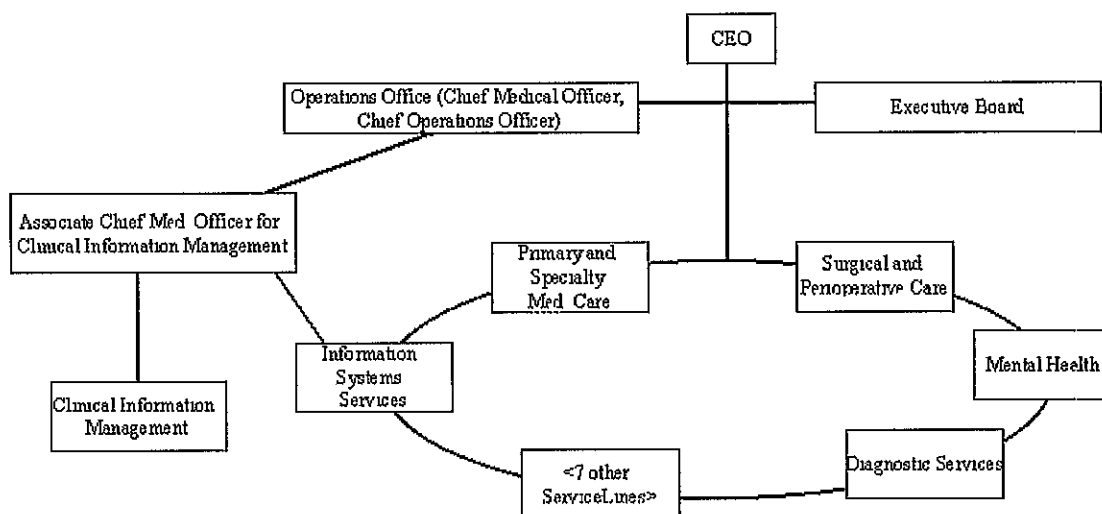 CEO
Operations Office (Chief Medical Officer,
Chief Operations Officer)
Executive Board
Associate Chief Med Officer for
Clinical Information Management
Primary and
Specialty
Med Care
Surgical and
Perioperative Care
Information
Systems
Services
Mental Health
Clinical Information
Management
<7 other
ServiceLines>
Diagnostic Services